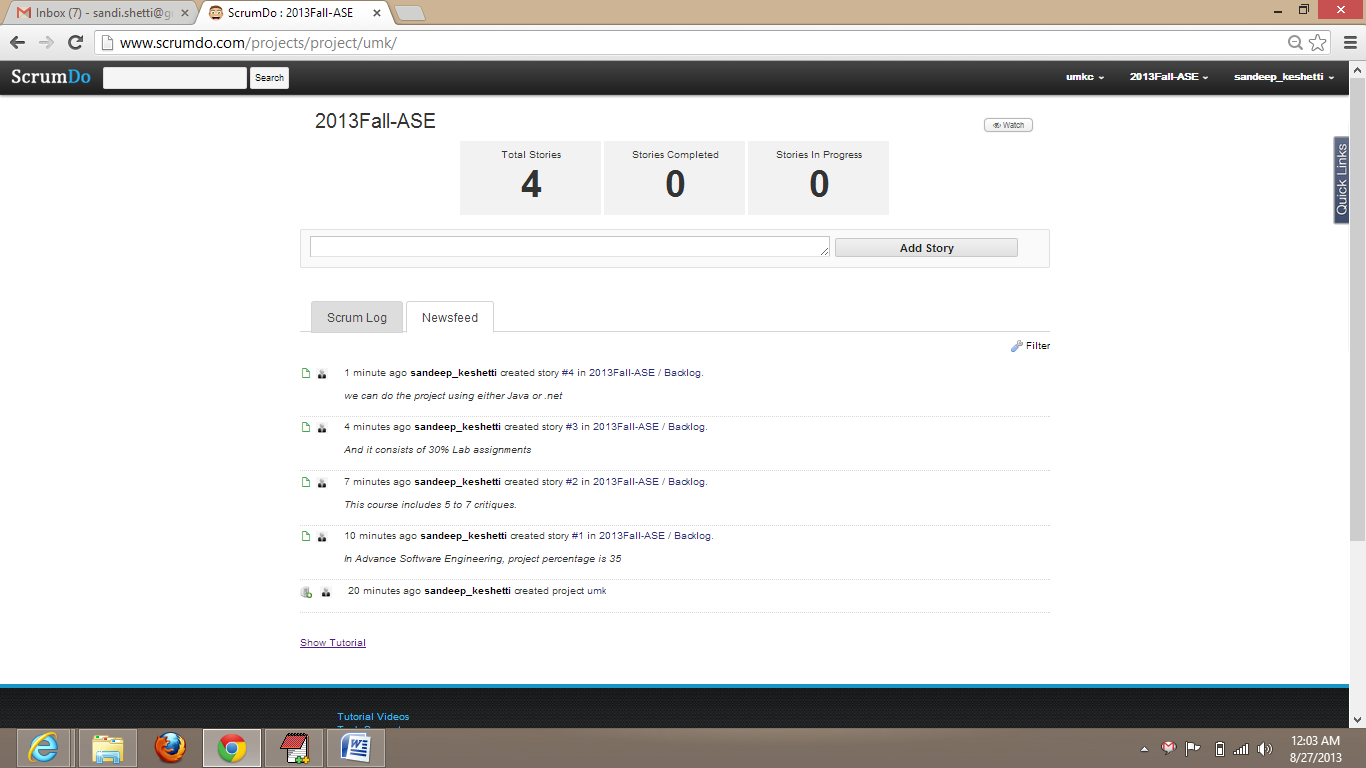 Inbox (7) - sandi.shetti@g
ScrumDo : 2013Fall-ASE
www.scrumdo.com/projects/project/umk/
ScrumDo
Search
umkc
2013Fall-ASE
sandeep_keshetti
2013Fall-ASE
Watch
Quick Links
Total Stories
4
Stories Completed
0
Stories In Progress
0
Add Story
Scrum Log
Newsfeed
Filter
1 minute ago sandeep_keshetti created story #4 in 2013Fall-ASE / Backlog.
we can do the project using either Java or .net
4 minutes ago sandeep_keshetti created story #3 in 2013Fall-ASE / Backlog.
And it consists of 30% Lab assignments
7 minutes ago sandeep_keshetti created story #2 in 2013Fall-ASE / Backlog.
This course includes 5 to 7 critiques.
10 minutes ago sandeep_keshetti created story #1 in 2013Fall-ASE / Backlog.
In Advance Software Engineering, project percentage is 35
20 minutes ago sandeep_keshetti created project umk
Show Tutorial
Tutorial Videos
12:03 AM
8/27/2013